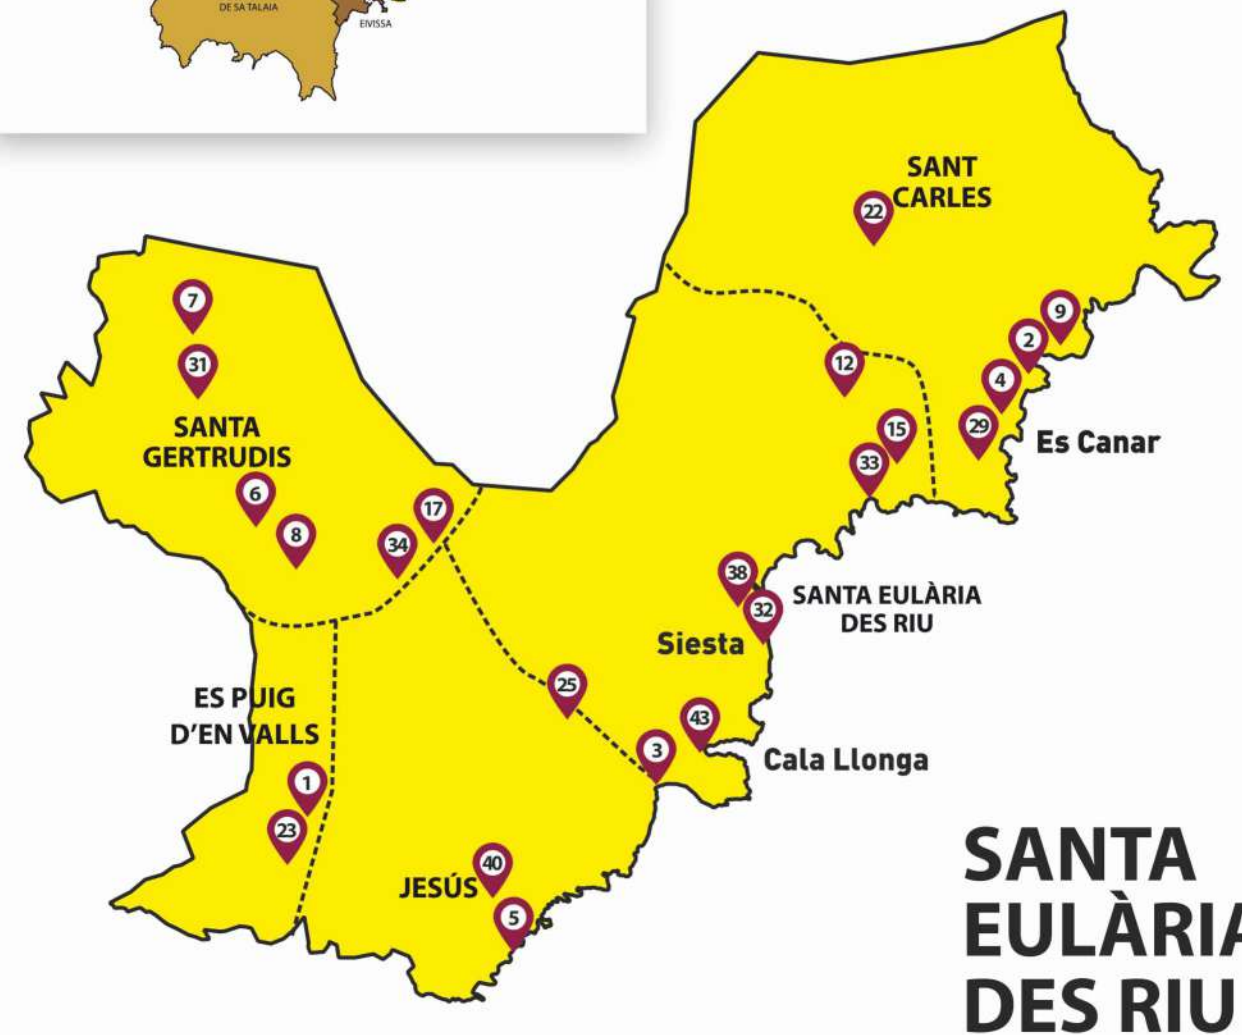 DE SA TALAIA
EIVISSA
SANT
CARLES
22
7
9
2
31
12
4
SANTA
GERTRUDIS
15
29
Es Canar
33
6
17
8
34
38
SANTA EULÀRIA
DES RIU
32
Siesta
25
ES PUIG
D'EN VALLS
43
3
Cala Llonga
1
23
40
JESÚS
5
SANTA
EULÀRIA
DES RIU